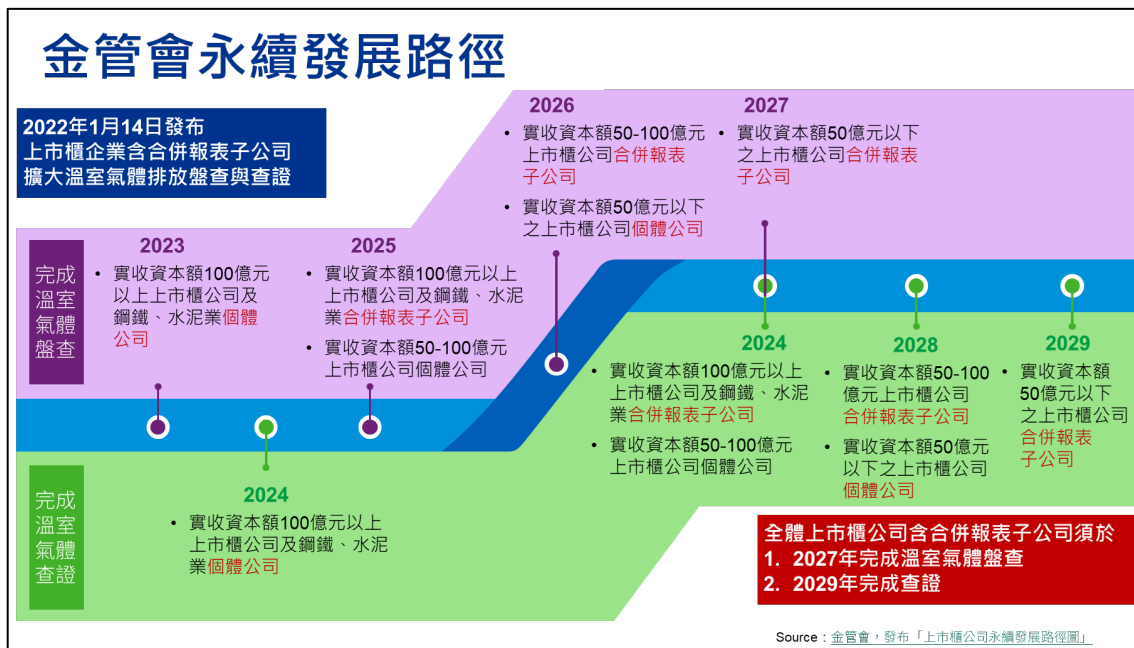 金管會永續發展路徑
2022年1月14日發布
上市櫃企業含合併報表子公司
擴大溫室氣體排放盤查與查證
2026
• 實收資本額50-100億元
上市櫃公司合併報表
子公司
• 實收資本額50億元以下
之上市櫃公司個體公司
2027
• 實收資本額50億元以下
之上市櫃公司合併報表
子公司
完成
溫室
氣體
盤查
2023
• 實收資本額100億元
以上上市櫃公司及
鋼鐵、水泥業個體
公司
2025
• 實收資本額100億元以上
上市櫃公司及鋼鐵、水泥
業合併報表子公司
• 實收資本額50-100億元
上市櫃公司個體公司
完成
溫室
氣體
查證
2024
• 實收資本額100億元以上
上市櫃公司及鋼鐵、水泥
業個體公司
2024
• 實收資本額100億元以上
上市櫃公司及鋼鐵、水泥
業合併報表子公司
• 實收資本額50-100億元
上市櫃公司個體公司
2028
• 實收資本額50-100
億元上市櫃公司
合併報表子公司
• 實收資本額50億元
以下之上市櫃公司
個體公司
2029
• 實收資本額
50億元以下
之上市櫃公司
合併報表
子公司
全體上市櫃公司含合併報表子公司須於
1. 2027年完成溫室氣體盤查
2. 2029年完成查證
Source：金管會，發布「上市櫃公司永續發展路徑圖」